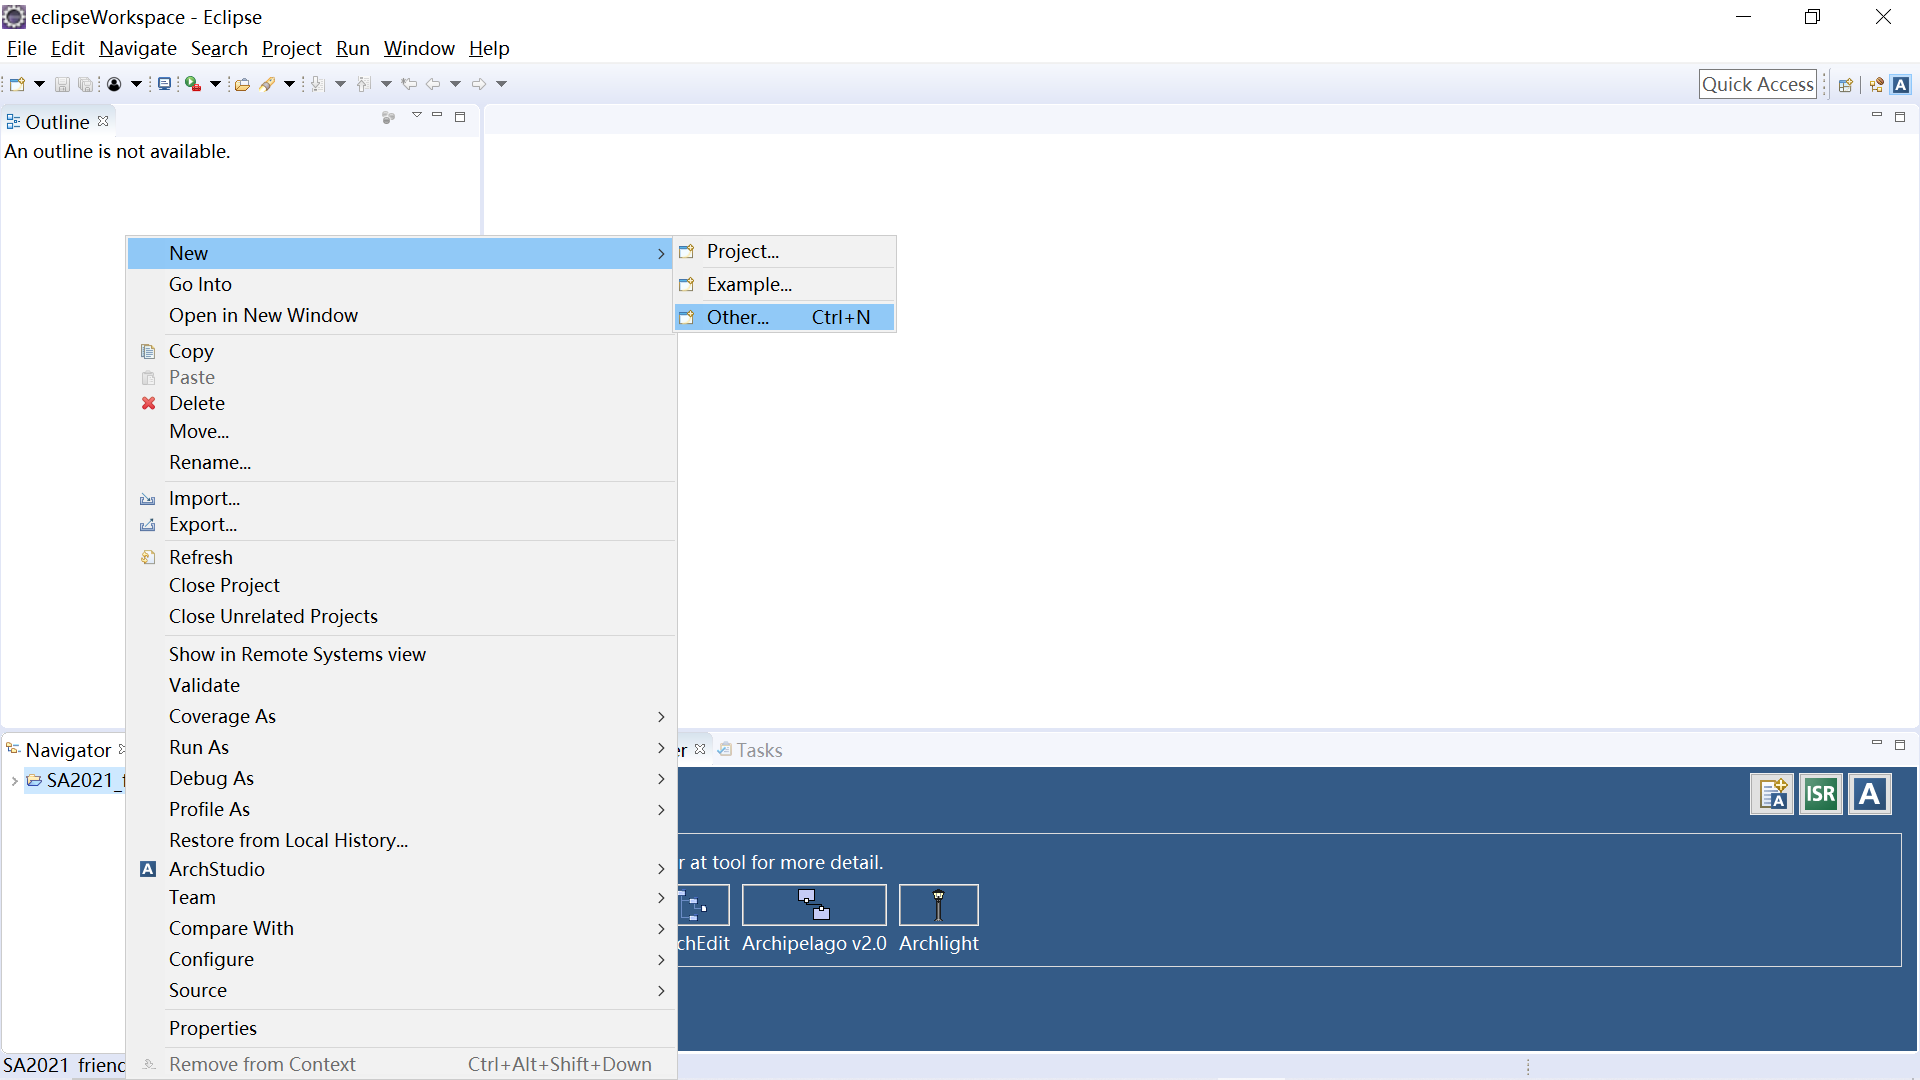 eclipseWorkspace - Eclipse
File Edit Navigate Search Project Run Window Help
Quick Access
A
Outline
An outline is not available.
New
Project...
Go Into
Example...
Open in New Window
Other... Ctrl+N
Copy
Paste
Delete
Move...
Rename...
Import...
Export...
Refresh
Close Project
Close Unrelated Projects
Show in Remote Systems view
Validate
Coverage As
Run As
Debug As
Profile As
Restore from Local History...
A ArchStudio
Team
Compare With
Configure
Source
Properties
Remove from Context Ctrl+Alt+Shift+Down
Navigator
SA2021_f
er
Tasks
A ISR A
r at tool for more detail.
chEdit Archipelago v2.0 Archlight
SA2021_friend